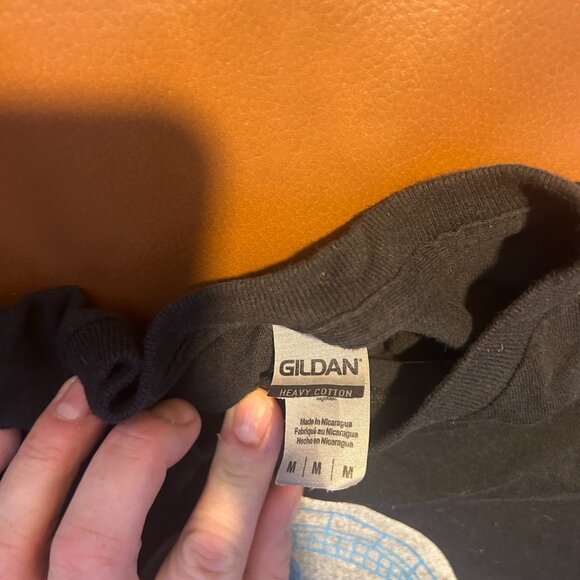 GILDAN®
HEAVY COTTON
Made in Nicaragua
Fabriqué au Nicaragua
Hecho en Nicaragua
M | M | M